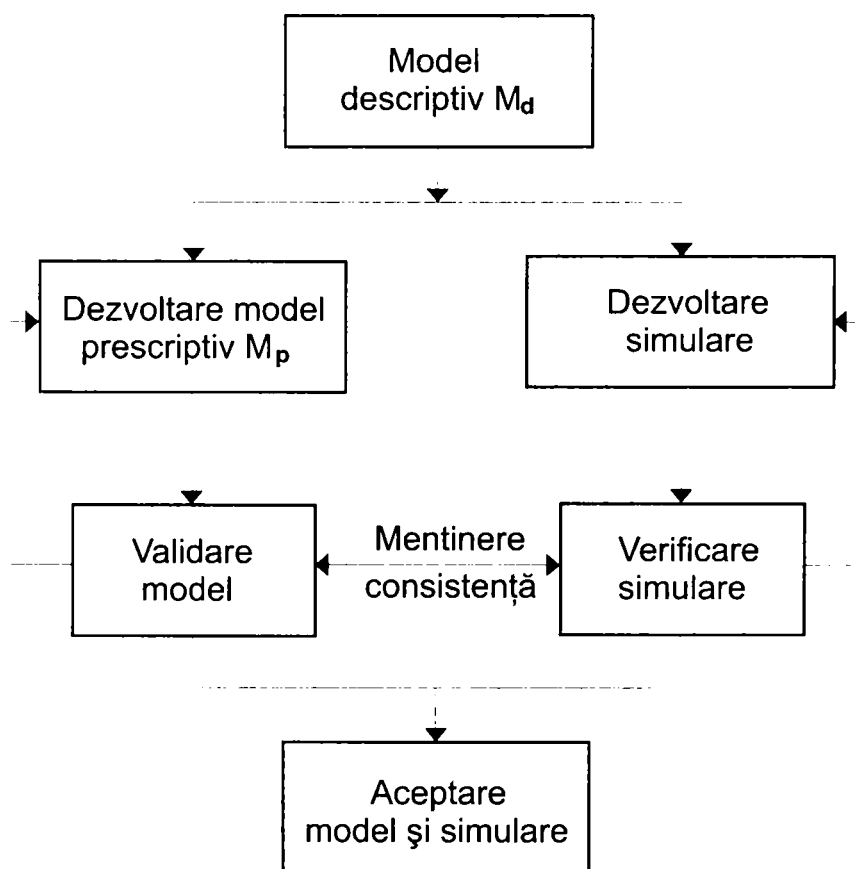 Model
descriptiv Md
Dezvoltare model
prescriptiv Mp
Dezvoltare
simulare
Validare
model
Mentinere
consistență
Verificare
simulare
Aceptare
model şi simulare